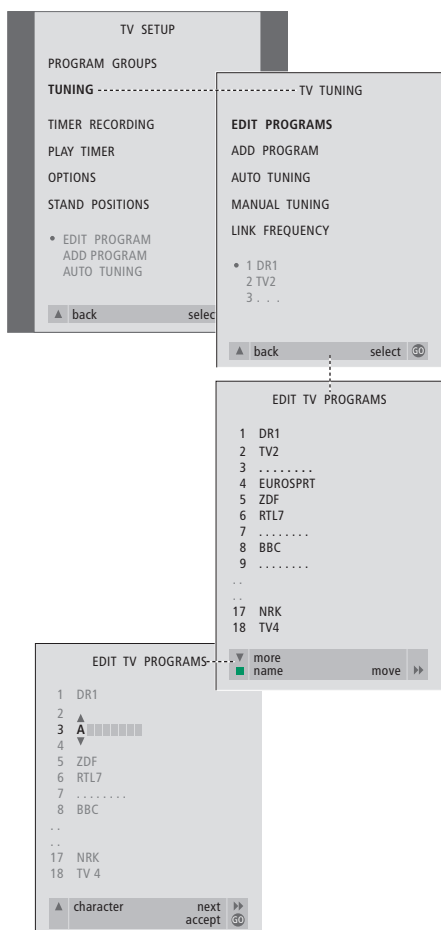 TV SETUP
PROGRAM GROUPS
TUNING
TIMER RECORDING
PLAY TIMER
OPTIONS
STAND POSITIONS
• EDIT PROGRAM
ADD PROGRAM
AUTO TUNING
back selec
TV TUNING
EDIT PROGRAMS
ADD PROGRAM
AUTO TUNING
MANUAL TUNING
LINK FREQUENCY
• 1 DR1
2 TV2
3 . . .
back select GO
EDIT TV PROGRAMS
1 DR1
2 TV2
3 ........
4 EUROSPRT
5 ZDF
6 RTL7
7 ........
8 BBC
9 ........
..
..
17 NRK
18 TV4
more
name move
EDIT TV PROGRAMS
1 DR1
2
3 A
4
5 ZDF
6 RTL7
7 ........
8 BBC
..
..
17 NRK
18 TV 4
character next
accept GO